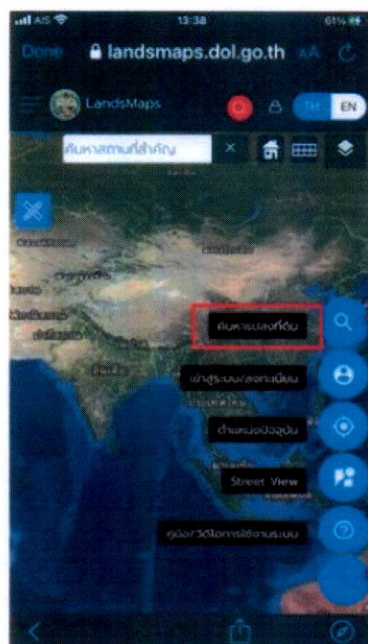 AIS 13:38 61%
Done landsmaps.dol.go.th AA
LandsMaps TH EN
ค้นหาสถานที่สำคัญ ×
ค้นหาแปลงที่ดิน
เข้าสู่ระบบ/ลงทะเบียน
ตำแหน่งปัจจุบัน
Street View
คู่มือ/วิดีโอการใช้งานระบบ